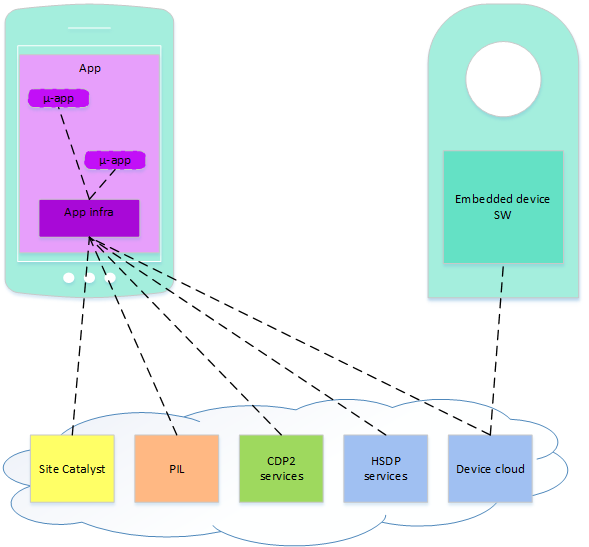 App
μ-app
μ-app
App infra
Embedded device
SW
Site Catalyst
PIL
CDP2
services
HSDP
services
Device cloud